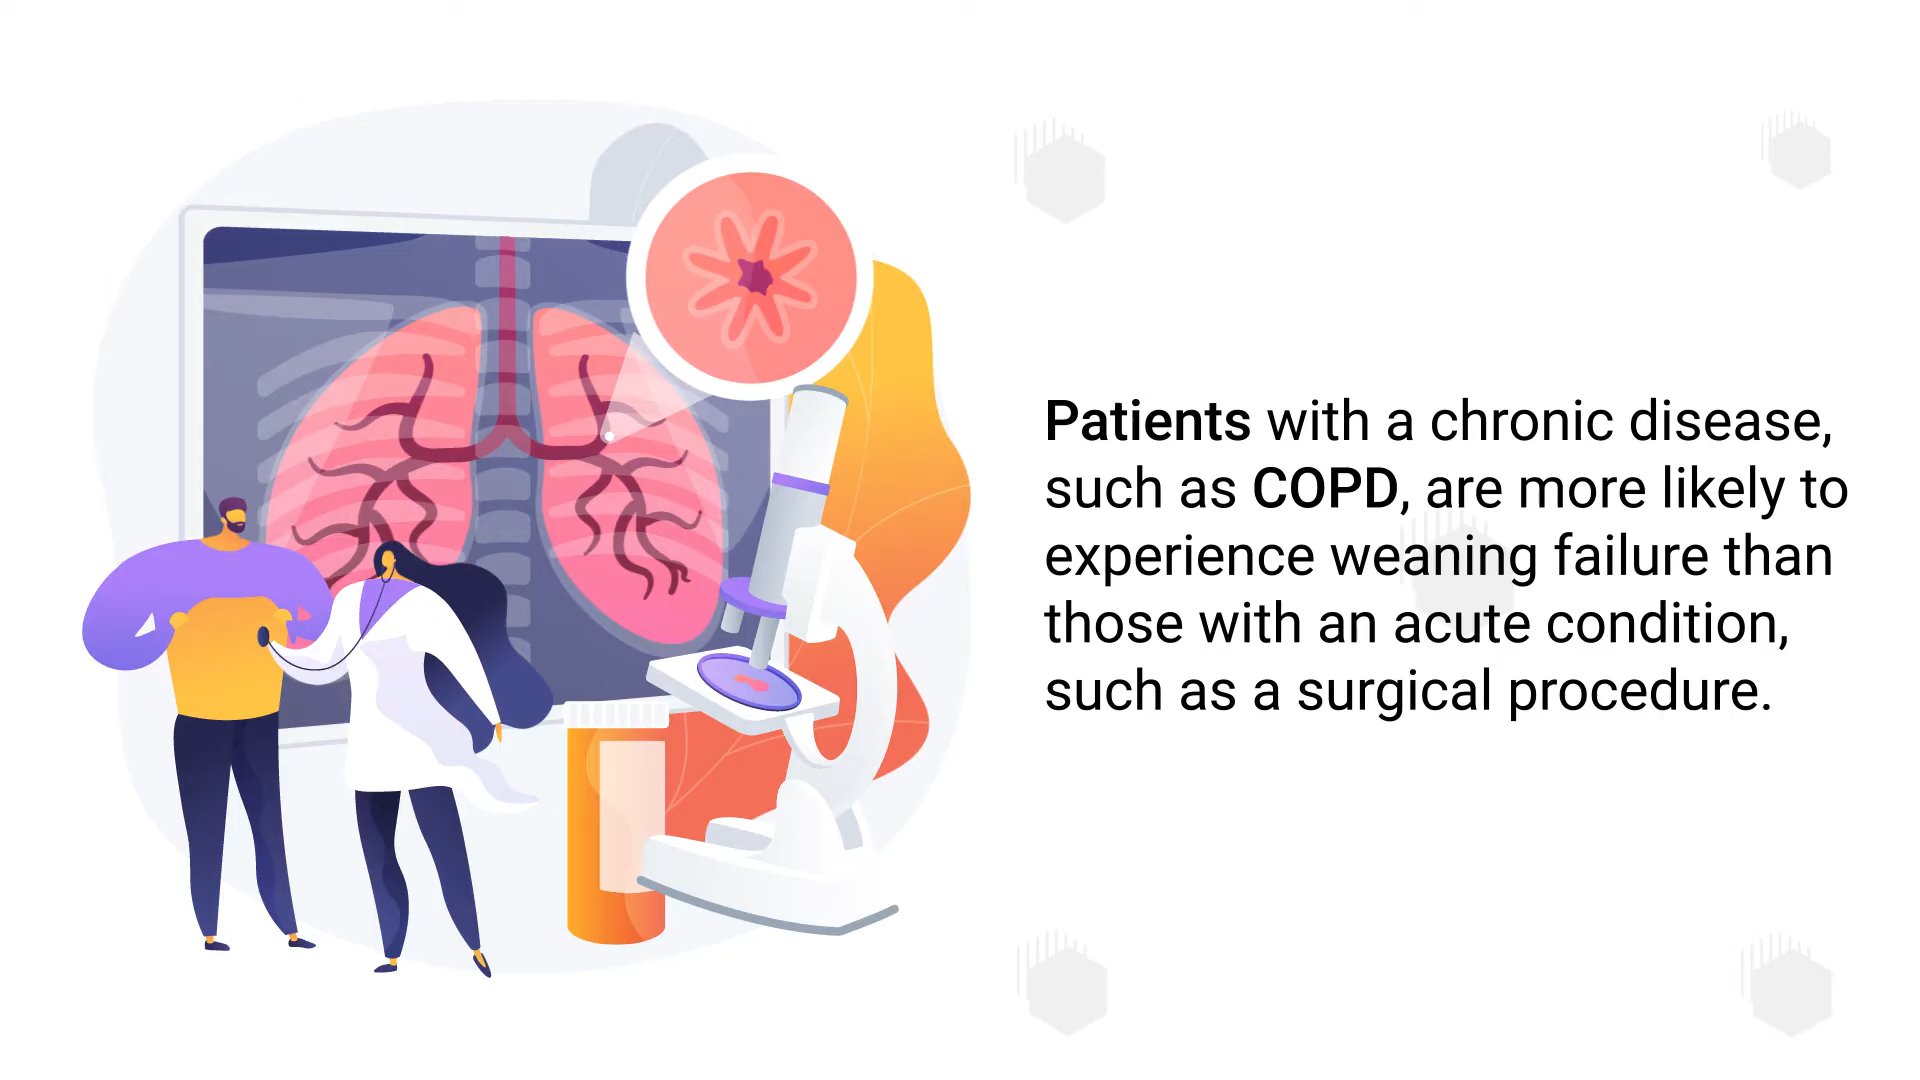 Patients with a chronic disease,
such as COPD, are more likely to
experience weaning failure than
those with an acute condition,
such as a surgical procedure.